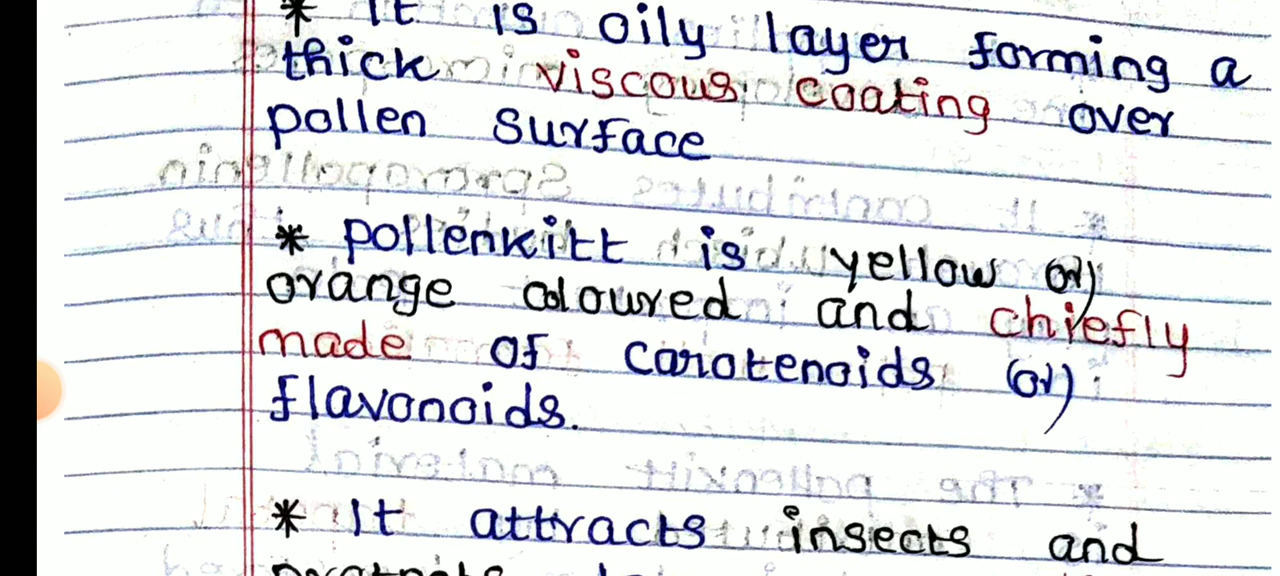 * It is oily layer forming a
thick viscous coating over
pollen surface
* pollenkitt is yellow (or)
orange coloured and chiefly
made of carotenoids (or)
flavonoids.
* It attracts insects and